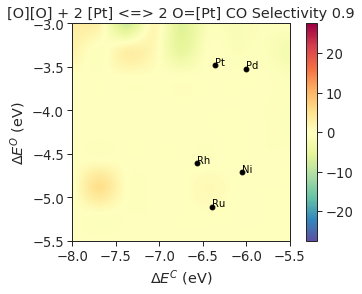 [O][O] + 2 [Pt] <=> 2 O=[Pt] CO Selectivity 0.9
−3.0
−3.5
−4.0
−4.5
−5.0
−5.5
ΔE^O (eV)
Pt
Pd
Rh
Ni
Ru
−8.0 −7.5 −7.0 −6.5 −6.0 −5.5
ΔE^C (eV)
20
10
0
−10
−20